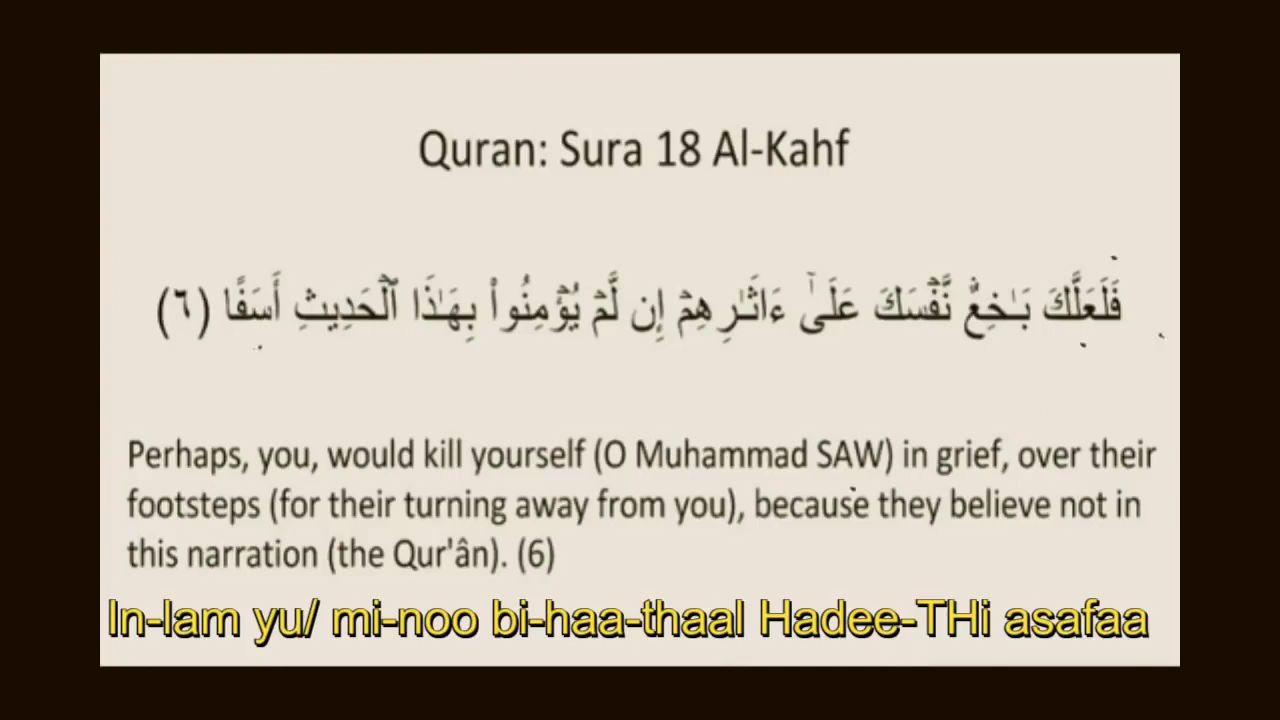 Quran: Sura 18 Al-Kahf
فَلَعَلَّكَ بَـٰخِعٌۭ نَّفْسَكَ عَلَىٰٓ ءَاثَـٰرِهِمْ إِن لَّمْ يُؤْمِنُوا۟ بِهَـٰذَا ٱلْحَدِيثِ أَسَفًا (٦)
Perhaps, you, would kill yourself (O Muhammad SAW) in grief, over their
footsteps (for their turning away from you), because they believe not in
this narration (the Qur'ân). (6)
In-lam yu/ mi-noo bi-haa-thaal Hadee-THi asafaa